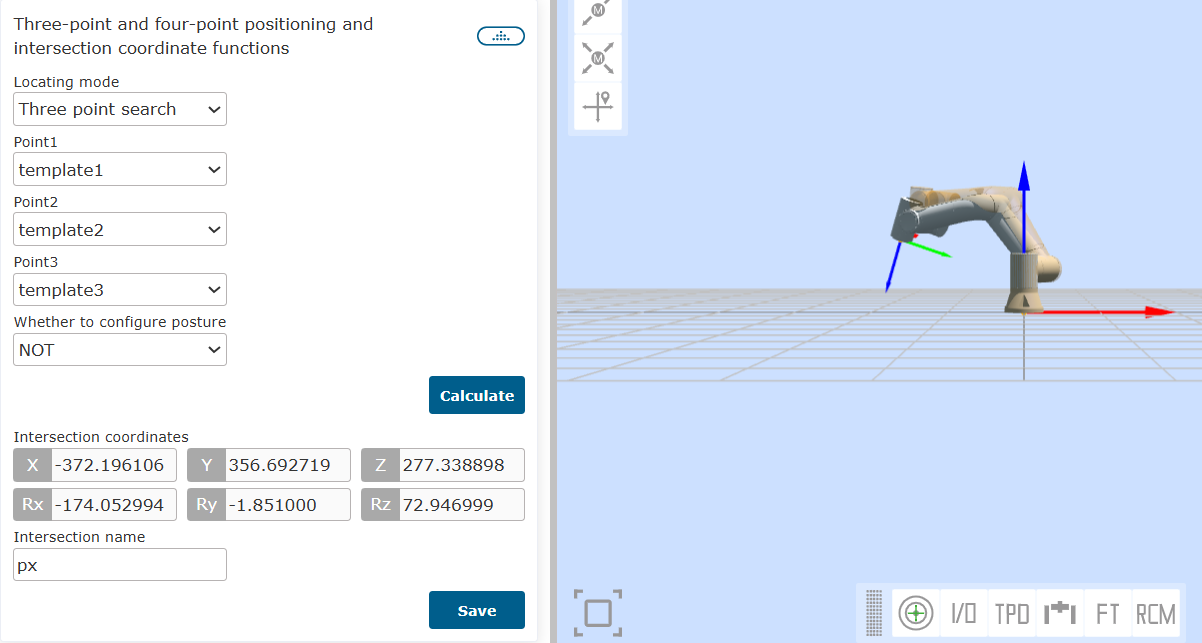 Three-point and four-point positioning and
intersection coordinate functions
Locating mode
Three point search
Point1
template1
Point2
template2
Point3
template3
Whether to configure posture
NOT
Calculate
Intersection coordinates
X -372.196106 Y 356.692719 Z 277.338898
Rx -174.052994 Ry -1.851000 Rz 72.946999
Intersection name
px
Save
M
M
I/O TPD FT RCM